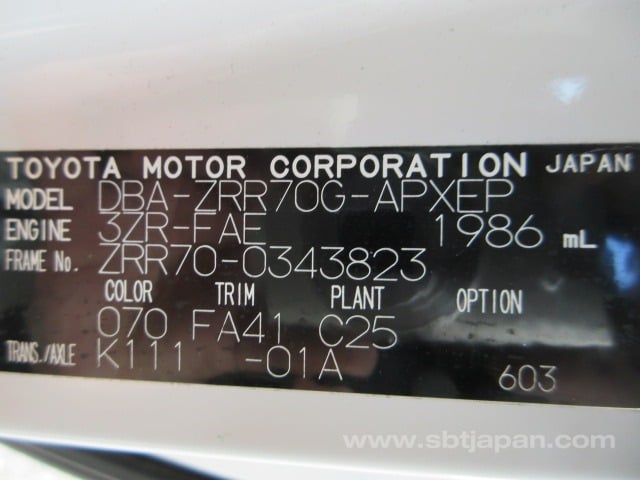 TOYOTA MOTOR CORPORATION JAPAN
MODEL DBA-ZRR70G-APXEP
ENGINE 3ZR-FAE 1986 mL
FRAME No. ZRR70-0343823
COLOR TRIM PLANT OPTION
070 FA41 C25
TRANS./AXLE K111 -01A
603
www.sbtjapan.com